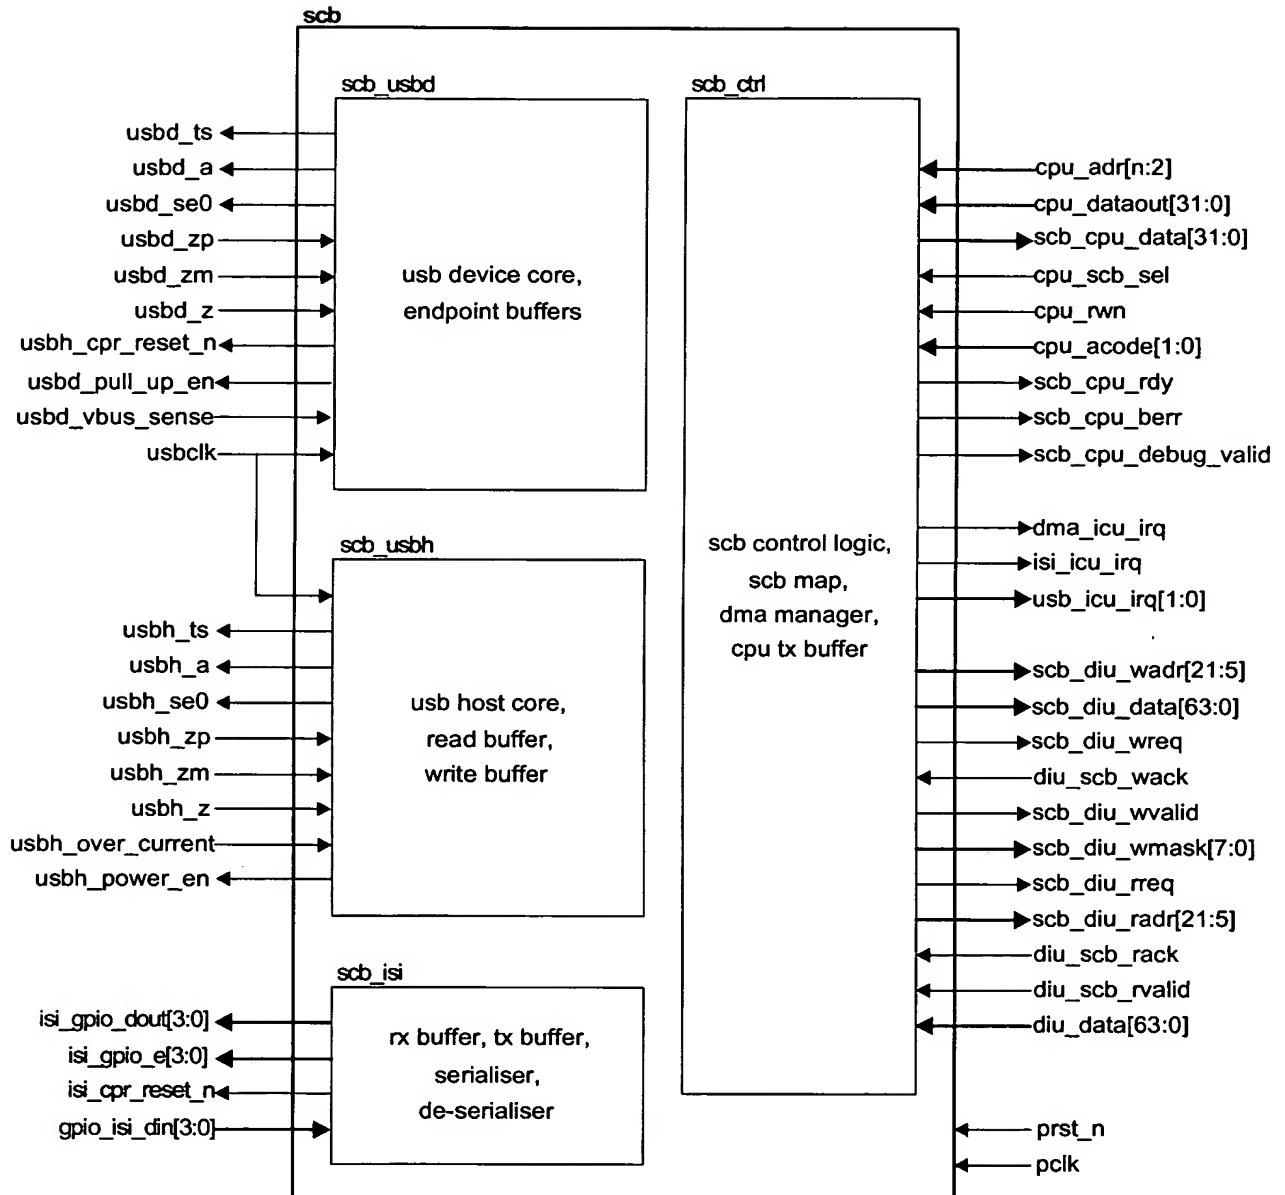 scb
scb_usbd
usbd_ts
usbd_a
usbd_se0
usbd_zp
usbd_zm
usbd_z
usbh_cpr_reset_n
usbd_pull_up_en
usbd_vbus_sense
usbclk
usb device core,
endpoint buffers
scb_usbh
usbh_ts
usbh_a
usbh_se0
usbh_zp
usbh_zm
usbh_z
usbh_over_current
usbh_power_en
usb host core,
read buffer,
write buffer
scb_isi
isi_gpio_dout[3:0]
isi_gpio_e[3:0]
isi_cpr_reset_n
gpio_isi_din[3:0]
rx buffer, tx buffer,
serialiser,
de-serialiser
scb_ctrl
scb control logic,
scb map,
dma manager,
cpu tx buffer
cpu_adr[n:2]
cpu_dataout[31:0]
scb_cpu_data[31:0]
cpu_scb_sel
cpu_rwn
cpu_acode[1:0]
scb_cpu_rdy
scb_cpu_berr
scb_cpu_debug_valid
dma_icu_irq
isi_icu_irq
usb_icu_irq[1:0]
scb_diu_wadr[21:5]
scb_diu_data[63:0]
scb_diu_wreq
diu_scb_wack
scb_diu_wvalid
scb_diu_wmask[7:0]
scb_diu_rreq
scb_diu_radr[21:5]
diu_scb_rack
diu_scb_rvalid
diu_data[63:0]
prst_n
pclk